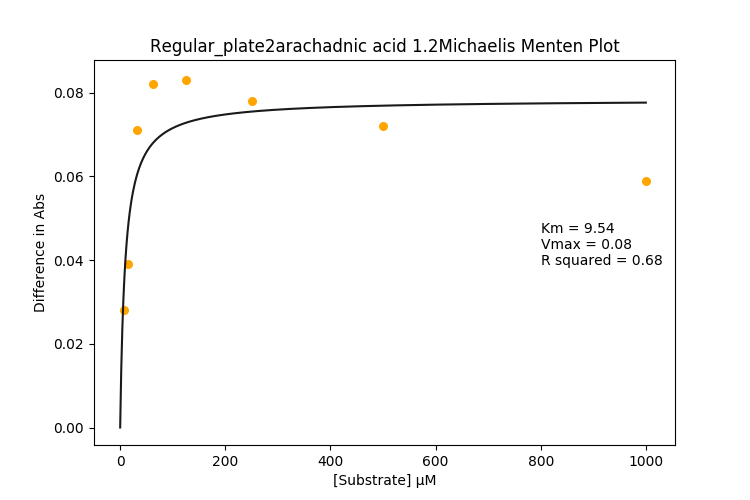 Regular_plate2arachadnic acid 1.2Michaelis Menten Plot
0.08
0.06
0.04
0.02
0.00
Difference in Abs
Km = 9.54
Vmax = 0.08
R squared = 0.68
0 200 400 600 800 1000
[Substrate] µM